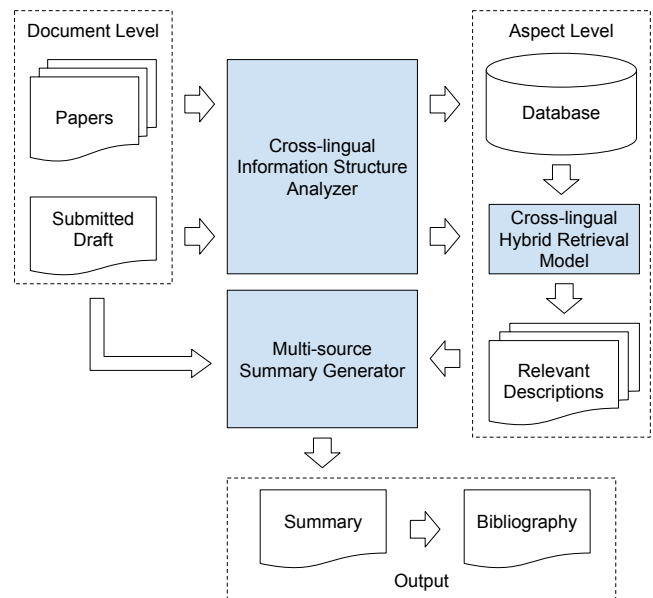 Document Level
Papers
Submitted
Draft
Cross-lingual
Information Structure
Analyzer
Aspect Level
Database
Cross-lingual
Hybrid Retrieval
Model
Relevant
Descriptions
Multi-source
Summary Generator
Summary
Bibliography
Output